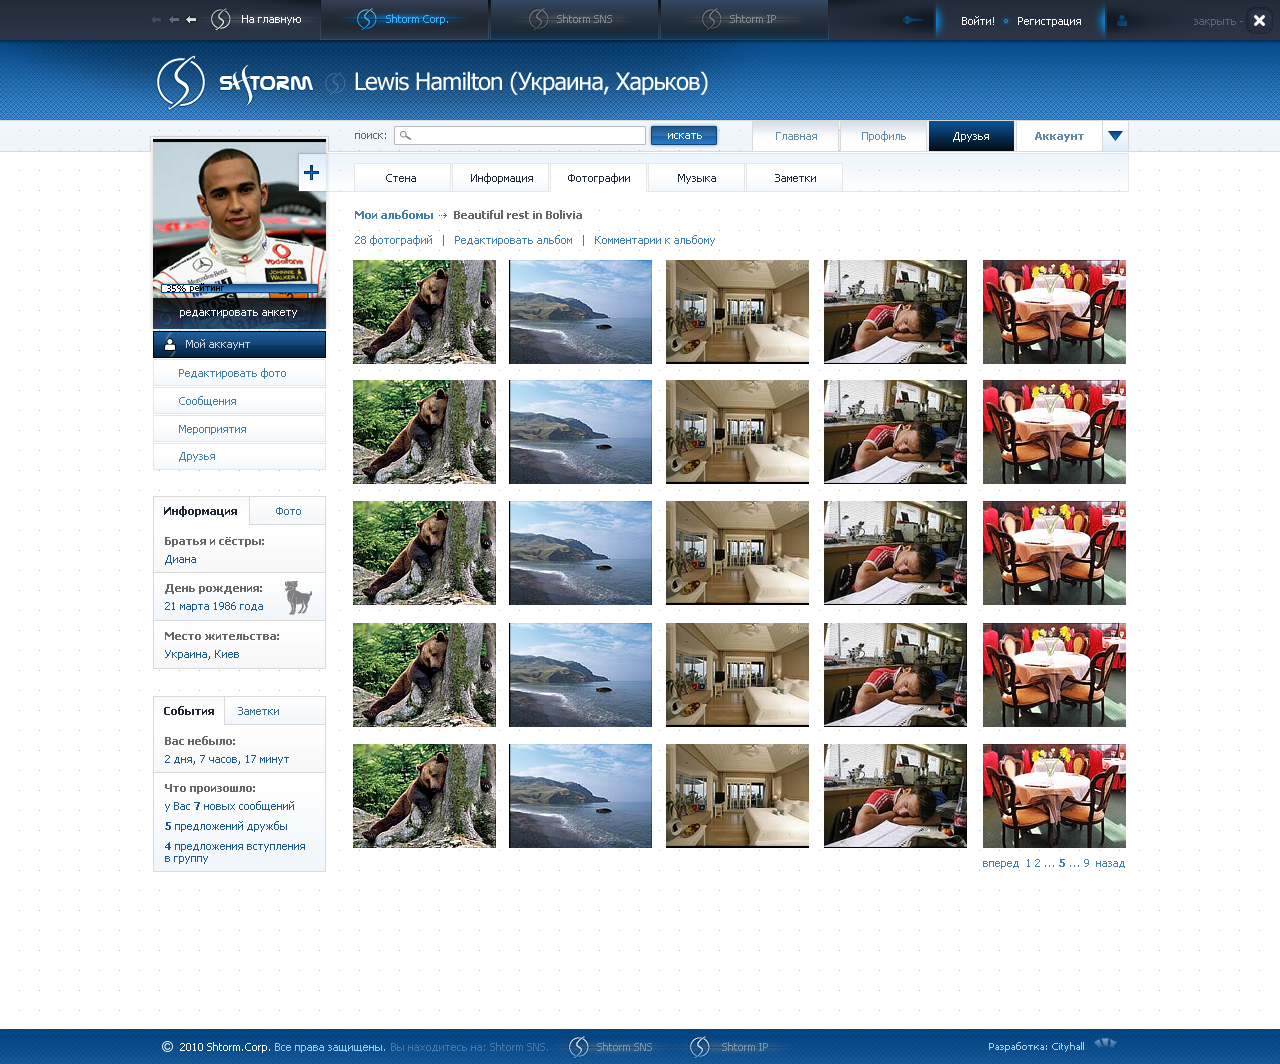 На главную
Shtorm Corp.
Shtorm SNS
Shtorm IP
Войти!
Регистрация
закрыть -
SHTORM
Lewis Hamilton (Украина, Харьков)
поиск:
искать
Главная
Профиль
Друзья
Аккаунт
Стена
Информация
Фотографии
Музыка
Заметки
Мои альбомы
Beautiful rest in Bolivia
28 фотографий | Редактировать альбом | Комментарии к альбому
vodafone
Mercedes-Benz
JOHNNIE WALKER
35% рейтинг
редактировать анкету
Мой аккаунт
Редактировать фото
Сообщения
Мероприятия
Друзья
Информация
Фото
Братья и сёстры:
Диана
День рождения:
21 марта 1986 года
Место жительства:
Украина, Киев
События
Заметки
Вас небыло:
2 дня, 7 часов, 17 минут
Что произошло:
у Вас 7 новых сообщений
5 предложений дружбы
4 предложения вступления
в группу
вперед 1 2 ... 5 ... 9 назад
© 2010 Shtorm.Corp. Все права защищены. Вы находитесь на: Shtorm SNS.
Shtorm SNS
Shtorm IP
Разработка: Cityhall